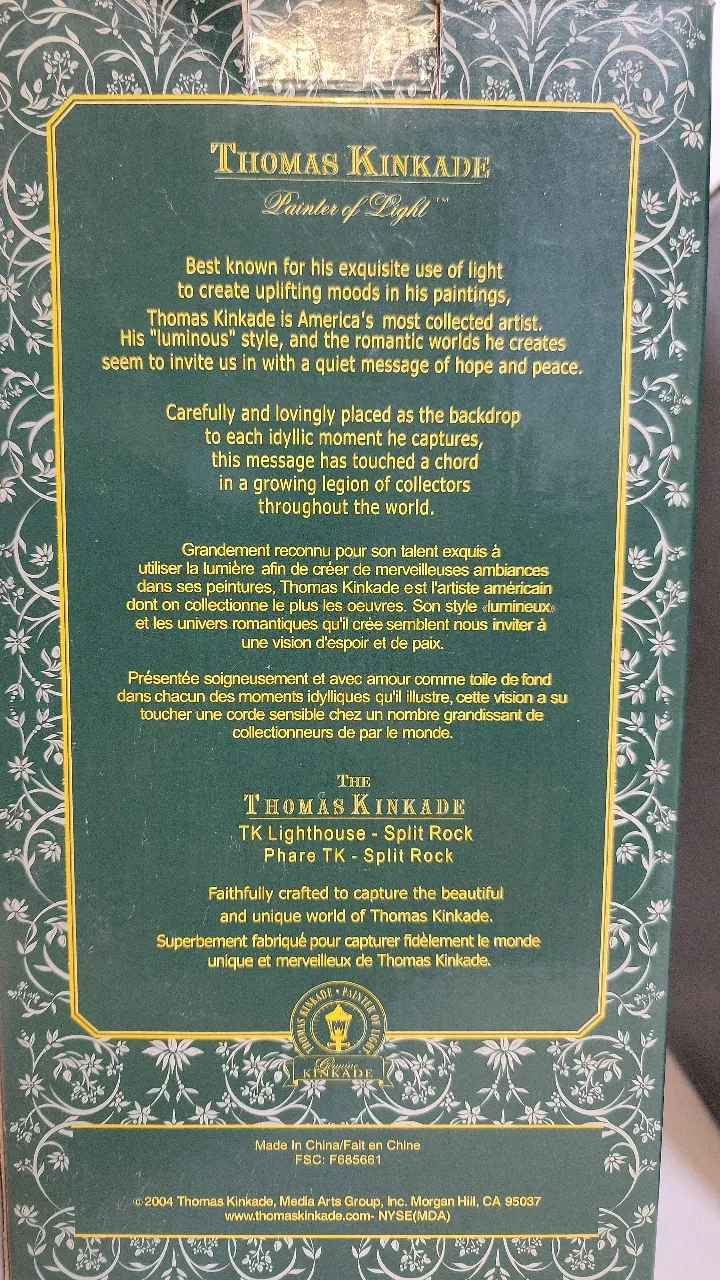 THOMAS KINKADE
Painter of Light ™
Best known for his exquisite use of light
to create uplifting moods in his paintings,
Thomas Kinkade is America's most collected artist.
His "luminous" style, and the romantic worlds he creates
seem to invite us in with a quiet message of hope and peace.
Carefully and lovingly placed as the backdrop
to each idyllic moment he captures,
this message has touched a chord
in a growing legion of collectors
throughout the world.
Grandement reconnu pour son talent exquis à
utiliser la lumière afin de créer de merveilleuses ambiances
dans ses peintures, Thomas Kinkade est l'artiste américain
dont on collectionne le plus les oeuvres. Son style «lumineux»
et les univers romantiques qu'il crée semblent nous inviter à
une vision d'espoir et de paix.
Présentée soigneusement et avec amour comme toile de fond
dans chacun des moments idylliques qu'il illustre, cette vision a su
toucher une corde sensible chez un nombre grandissant de
collectionneurs de par le monde.
THE
THOMAS KINKADE
TK Lighthouse - Split Rock
Phare TK - Split Rock
Faithfully crafted to capture the beautiful
and unique world of Thomas Kinkade.
Superbement fabriqué pour capturer fidèlement le monde
unique et merveilleux de Thomas Kinkade.
THOMAS KINKADE • PAINTER OF LIGHT
Genuine
KINKADE
Made In China/Fait en Chine
FSC: F685661
©2004 Thomas Kinkade, Media Arts Group, Inc. Morgan Hill, CA 95037
www.thomaskinkade.com- NYSE(MDA)